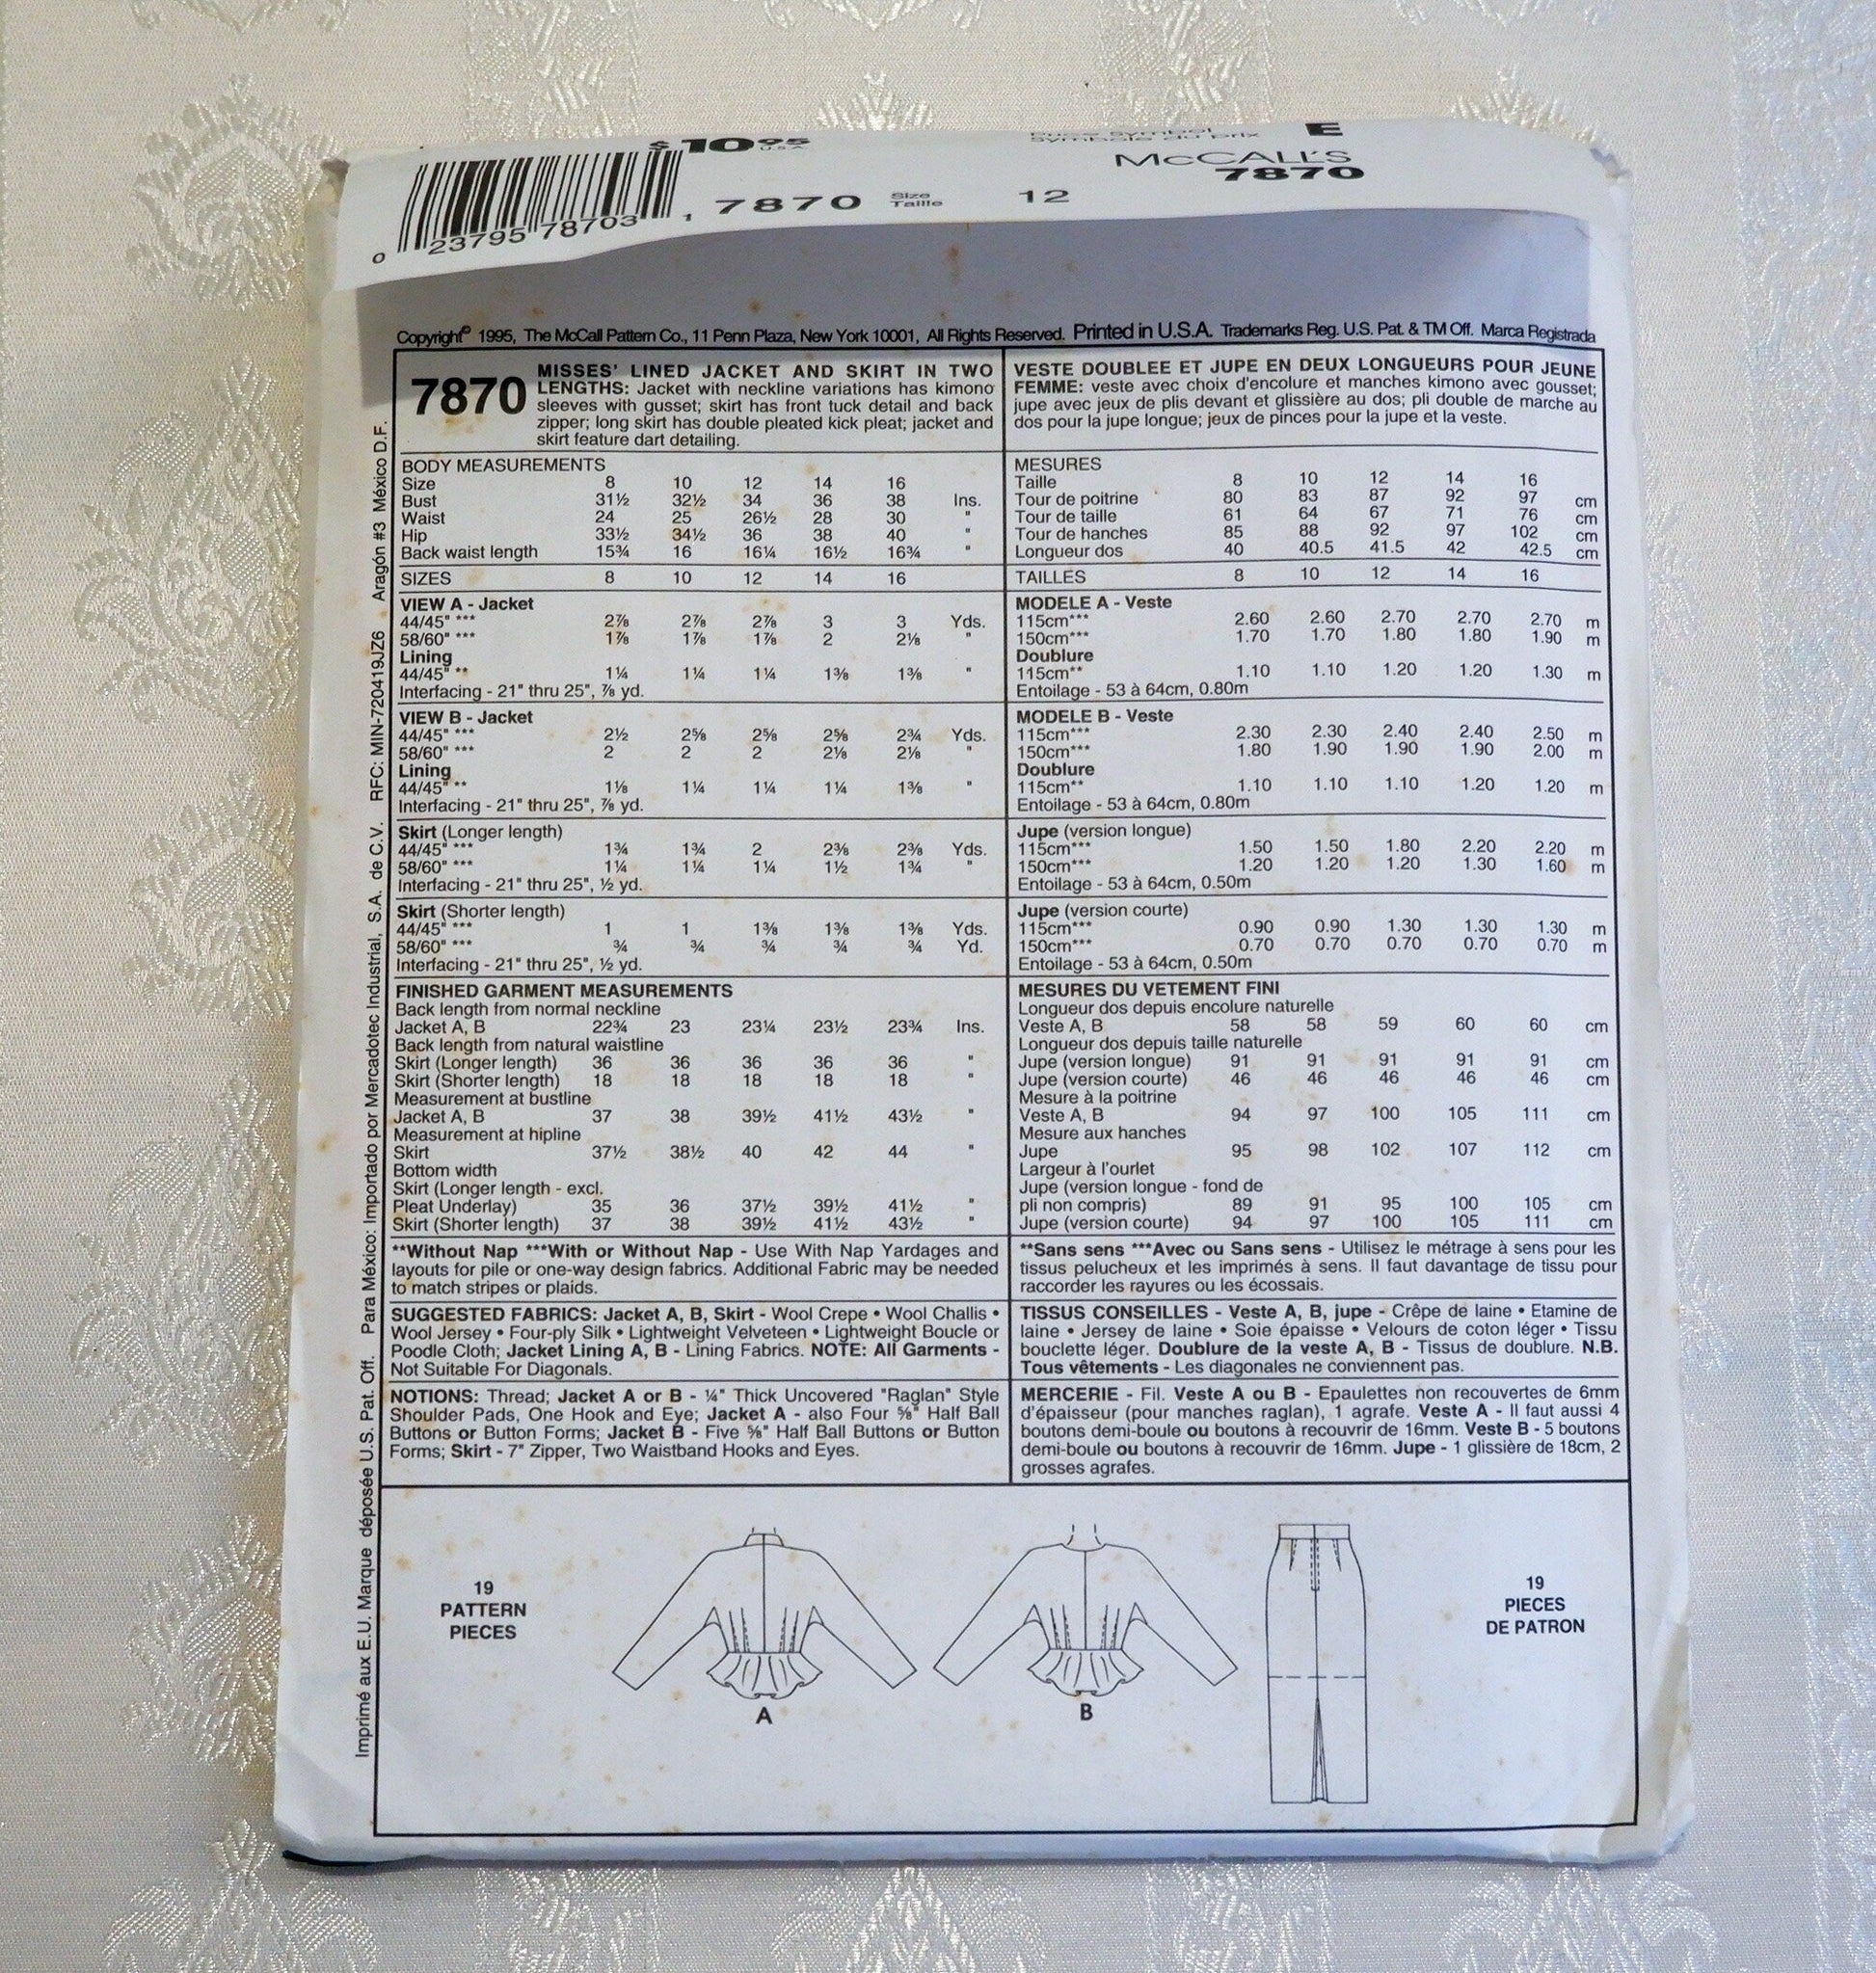 $10.95 U.S.A.
Price Symbol E
Symbole du prix
McCALL'S
7870
0 23795 78703 1 7870 Size 12
Taille
Copyright© 1995, The McCall Pattern Co., 11 Penn Plaza, New York 10001, All Rights Reserved. Printed in U.S.A. Trademarks Reg. U.S. Pat. & TM Off. Marca Registrada
7870
MISSES' LINED JACKET AND SKIRT IN TWO
LENGTHS: Jacket with neckline variations has kimono
sleeves with gusset; skirt has front tuck detail and back
zipper; long skirt has double pleated kick pleat; jacket and
skirt feature dart detailing.
BODY MEASUREMENTS
Size 8 10 12 14 16
Bust 31½ 32½ 34 36 38 Ins.
Waist 24 25 26½ 28 30 "
Hip 33½ 34½ 36 38 40 "
Back waist length 15¾ 16 16¼ 16½ 16¾ "
SIZES 8 10 12 14 16
VIEW A - Jacket
44/45" *** 2⅞ 2⅞ 2⅞ 3 3 Yds.
58/60" *** 1⅞ 1⅞ 1⅞ 2 2⅛ "
Lining
44/45" ** 1¼ 1¼ 1¼ 1⅜ 1⅜ "
Interfacing - 21" thru 25", ⅞ yd.
VIEW B - Jacket
44/45" *** 2½ 2⅝ 2⅝ 2⅝ 2¾ Yds.
58/60" *** 2 2 2 2⅛ 2⅛ "
Lining
44/45" ** 1⅛ 1¼ 1¼ 1¼ 1⅜ "
Interfacing - 21" thru 25", ⅞ yd.
Skirt (Longer length)
44/45" *** 1¾ 1¾ 2 2⅜ 2⅜ Yds.
58/60" *** 1¼ 1¼ 1¼ 1½ 1¾ "
Interfacing - 21" thru 25", ½ yd.
Skirt (Shorter length)
44/45" *** 1 1 1⅜ 1⅜ 1⅜ Yds.
58/60" *** ¾ ¾ ¾ ¾ ¾ Yd.
Interfacing - 21" thru 25", ½ yd.
FINISHED GARMENT MEASUREMENTS
Back length from normal neckline
Jacket A, B 22¾ 23 23¼ 23½ 23¾ Ins.
Back length from natural waistline
Skirt (Longer length) 36 36 36 36 36 "
Skirt (Shorter length) 18 18 18 18 18 "
Measurement at bustline
Jacket A, B 37 38 39½ 41½ 43½ "
Measurement at hipline
Skirt 37½ 38½ 40 42 44 "
Bottom width
Skirt (Longer length - excl.
Pleat Underlay) 35 36 37½ 39½ 41½ "
Skirt (Shorter length) 37 38 39½ 41½ 43½ "
**Without Nap ***With or Without Nap - Use With Nap Yardages and
layouts for pile or one-way design fabrics. Additional Fabric may be needed
to match stripes or plaids.
SUGGESTED FABRICS: Jacket A, B, Skirt - Wool Crepe • Wool Challis •
Wool Jersey • Four-ply Silk • Lightweight Velveteen • Lightweight Boucle or
Poodle Cloth; Jacket Lining A, B - Lining Fabrics. NOTE: All Garments -
Not Suitable For Diagonals.
NOTIONS: Thread; Jacket A or B - ¼" Thick Uncovered "Raglan" Style
Shoulder Pads, One Hook and Eye; Jacket A - also Four ⅝" Half Ball
Buttons or Button Forms; Jacket B - Five ⅝" Half Ball Buttons or Button
Forms; Skirt - 7" Zipper, Two Waistband Hooks and Eyes.
VESTE DOUBLEE ET JUPE EN DEUX LONGUEURS POUR JEUNE
FEMME: veste avec choix d'encolure et manches kimono avec gousset;
jupe avec jeux de plis devant et glissière au dos; pli double de marche au
dos pour la jupe longue; jeux de pinces pour la jupe et la veste.
MESURES
Taille 8 10 12 14 16
Tour de poitrine 80 83 87 92 97 cm
Tour de taille 61 64 67 71 76 cm
Tour de hanches 85 88 92 97 102 cm
Longueur dos 40 40.5 41.5 42 42.5 cm
TAILLES 8 10 12 14 16
MODELE A - Veste
115cm*** 2.60 2.60 2.70 2.70 2.70 m
150cm*** 1.70 1.70 1.80 1.80 1.90 m
Doublure
115cm** 1.10 1.10 1.20 1.20 1.30 m
Entoilage - 53 à 64cm, 0.80m
MODELE B - Veste
115cm*** 2.30 2.30 2.40 2.40 2.50 m
150cm*** 1.80 1.90 1.90 1.90 2.00 m
Doublure
115cm** 1.10 1.10 1.10 1.20 1.20 m
Entoilage - 53 à 64cm, 0.80m
Jupe (version longue)
115cm*** 1.50 1.50 1.80 2.20 2.20 m
150cm*** 1.20 1.20 1.20 1.30 1.60 m
Entoilage - 53 à 64cm, 0.50m
Jupe (version courte)
115cm*** 0.90 0.90 1.30 1.30 1.30 m
150cm*** 0.70 0.70 0.70 0.70 0.70 m
Entoilage - 53 à 64cm, 0.50m
MESURES DU VETEMENT FINI
Longueur dos depuis encolure naturelle
Veste A, B 58 58 59 60 60 cm
Longueur dos depuis taille naturelle
Jupe (version longue) 91 91 91 91 91 cm
Jupe (version courte) 46 46 46 46 46 cm
Mesure à la poitrine
Veste A, B 94 97 100 105 111 cm
Mesure aux hanches
Jupe 95 98 102 107 112 cm
Largeur à l'ourlet
Jupe (version longue - fond de
pli non compris) 89 91 95 100 105 cm
Jupe (version courte) 94 97 100 105 111 cm
**Sans sens ***Avec ou Sans sens - Utilisez le métrage à sens pour les
tissus pelucheux et les imprimés à sens. Il faut davantage de tissu pour
raccorder les rayures ou les écossais.
TISSUS CONSEILLES - Veste A, B, jupe - Crêpe de laine • Etamine de
laine • Jersey de laine • Soie épaisse • Velours de coton léger • Tissu
bouclette léger. Doublure de la veste A, B - Tissus de doublure. N.B.
Tous vêtements - Les diagonales ne conviennent pas.
MERCERIE - Fil. Veste A ou B - Epaulettes non recouvertes de 6mm
d'épaisseur (pour manches raglan), 1 agrafe. Veste A - Il faut aussi 4
boutons demi-boule ou boutons à recouvrir de 16mm. Veste B - 5 boutons
demi-boule ou boutons à recouvrir de 16mm. Jupe - 1 glissière de 18cm, 2
grosses agrafes.
19
PATTERN
PIECES
A
B
19
PIECES
DE PATRON
Imprimé aux E.U. Marque déposée U.S. Pat. Off. Para México: Importado por Mercadotec Industrial, S.A. de C.V. RFC: MIN-720419JZ6 Aragón #3 México D.F.